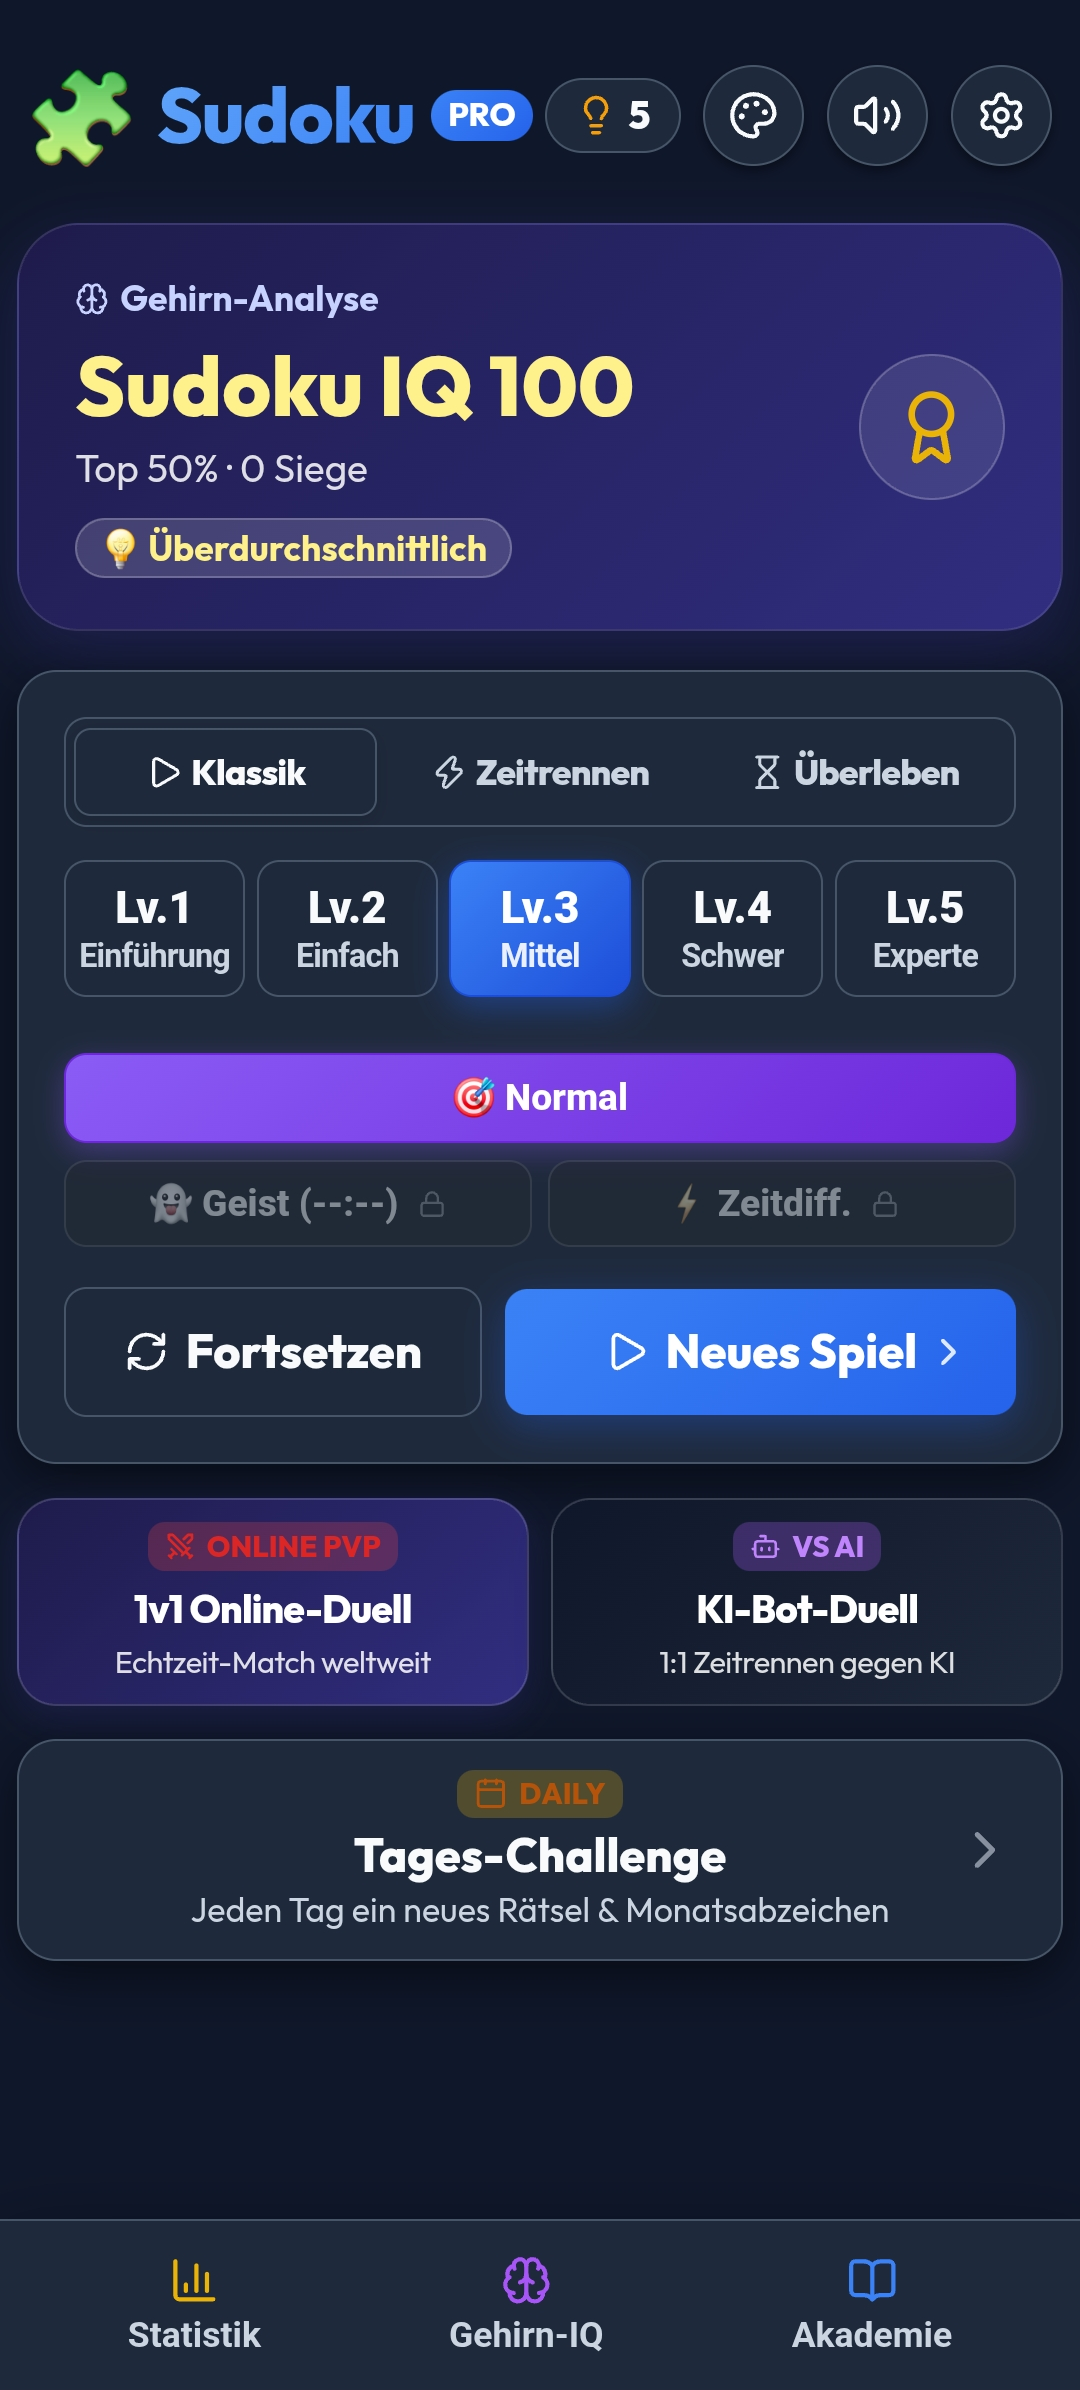 Sudoku PRO 5
Gehirn-Analyse
Sudoku IQ 100
Top 50% · 0 Siege
Überdurchschnittlich
Klassik Zeitrennen Überleben
Lv.1 Lv.2 Lv.3 Lv.4 Lv.5
Einführung Einfach Mittel Schwer Experte
Normal
Geist (--:--) Zeitdiff.
Fortsetzen Neues Spiel
ONLINE PVP
1v1 Online-Duell
Echtzeit-Match weltweit
VS AI
KI-Bot-Duell
1:1 Zeitrennen gegen KI
DAILY
Tages-Challenge
Jeden Tag ein neues Rätsel & Monatsabzeichen
Statistik Gehirn-IQ Akademie